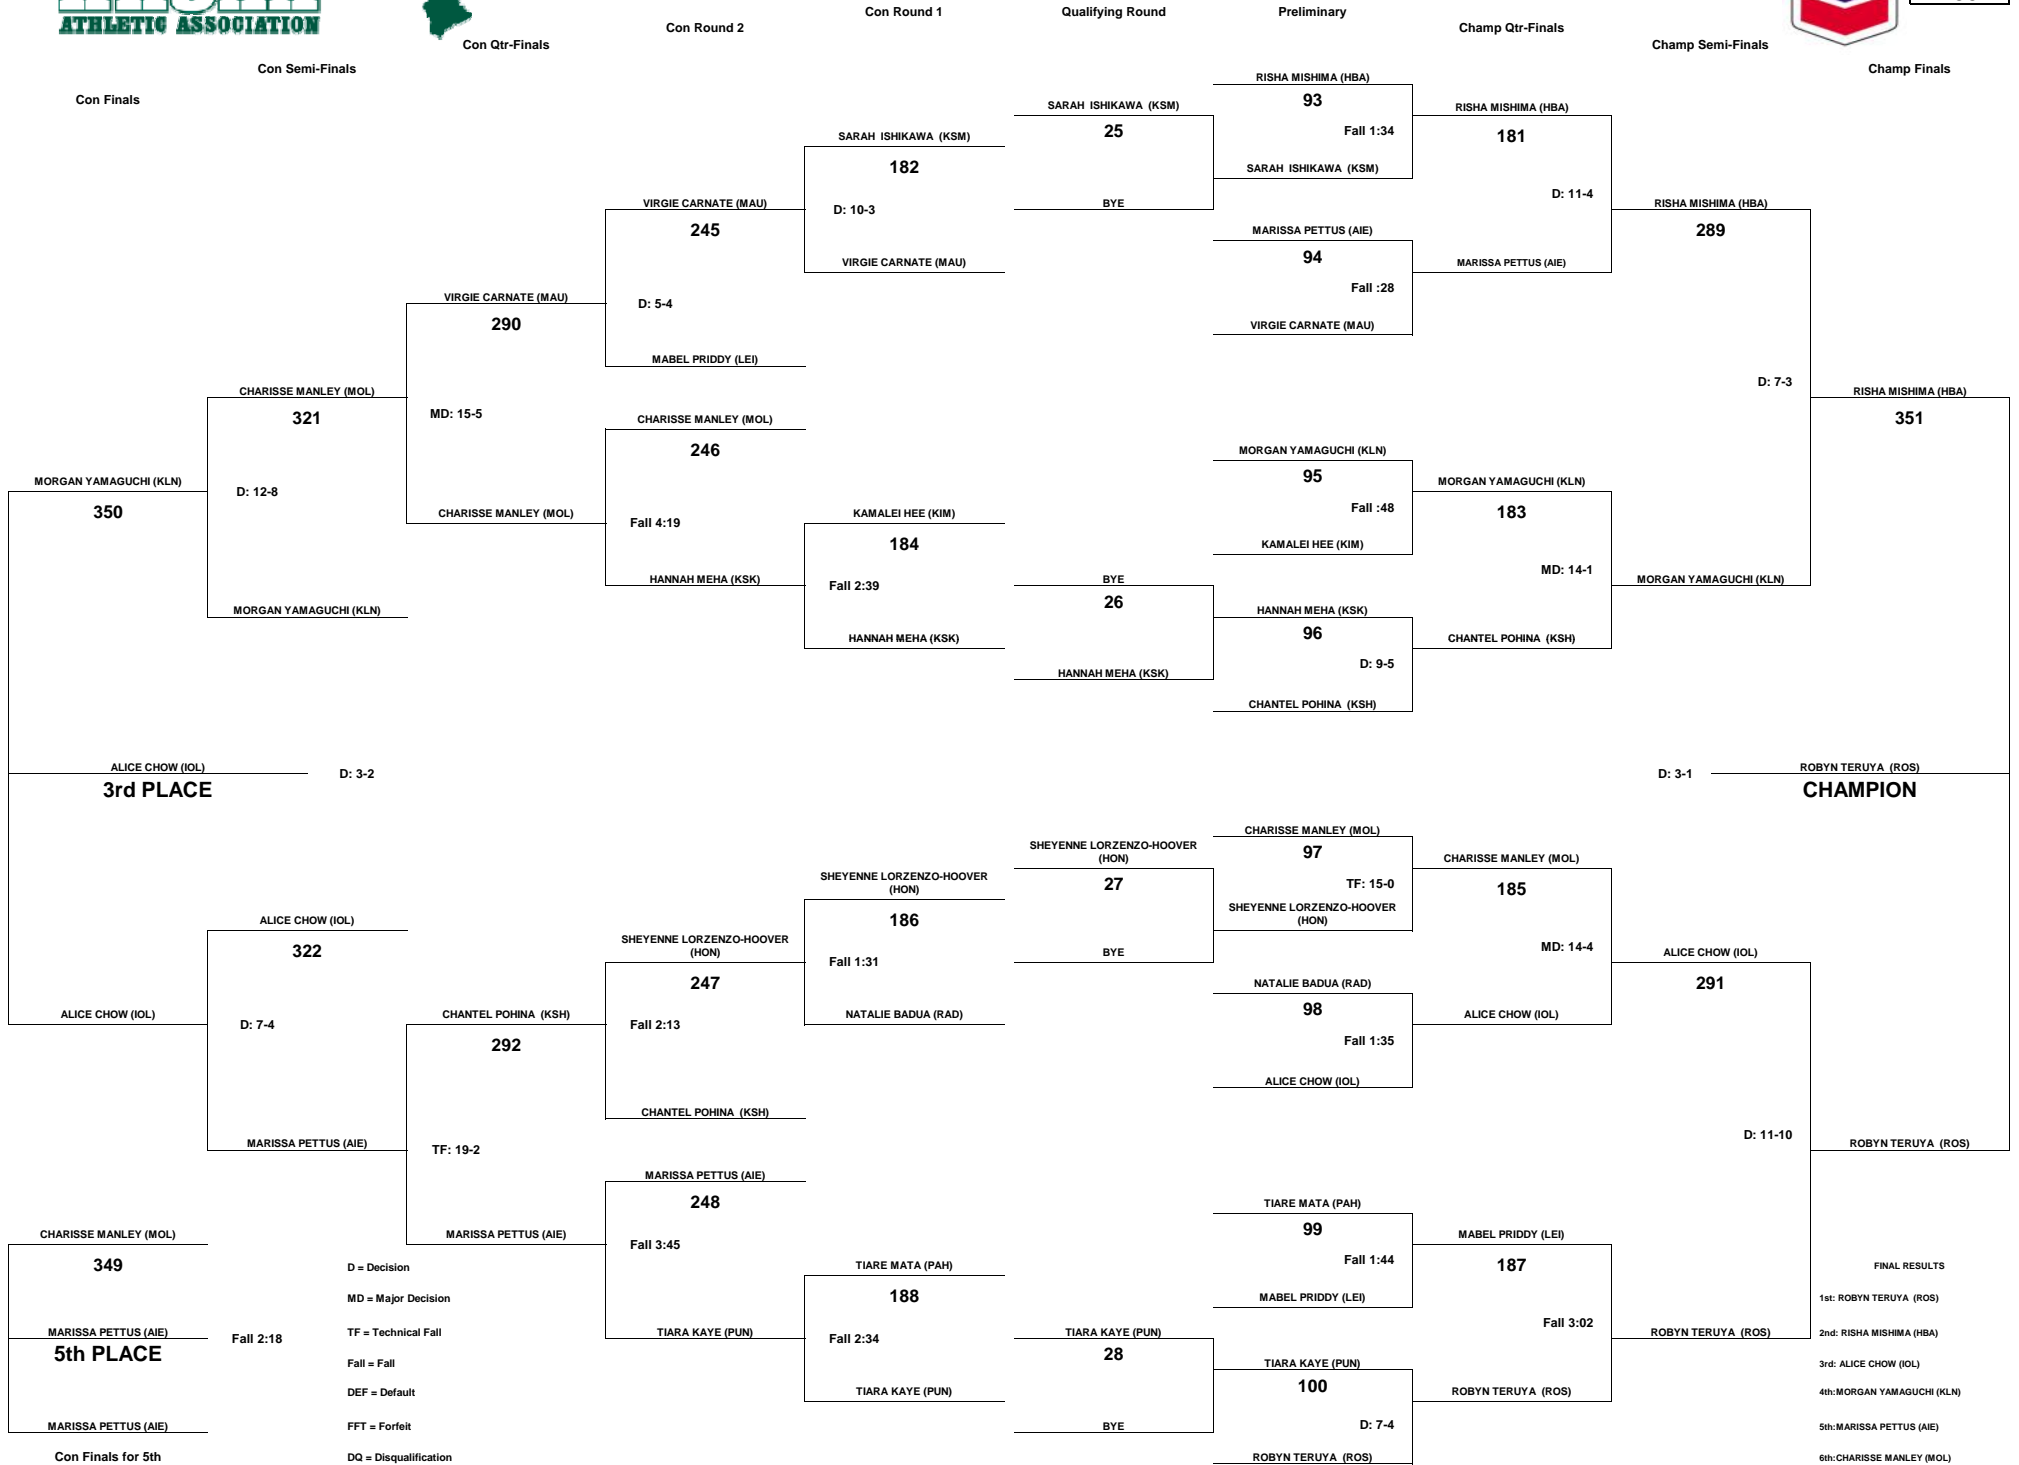 ATHLETIC ASSOCIATION
Con Finals
Con Semi-Finals
Con Qtr-Finals
Con Round 2
Con Round 1
Qualifying Round
Preliminary
Champ Qtr-Finals
Champ Semi-Finals
Champ Finals
MORGAN YAMAGUCHI (KLN)
350
ALICE CHOW (IOL)
3rd PLACE
D: 3-2
ALICE CHOW (IOL)
CHARISSE MANLEY (MOL)
349
MARISSA PETTUS (AIE)
5th PLACE
Fall 2:18
MARISSA PETTUS (AIE)
Con Finals for 5th
CHARISSE MANLEY (MOL)
321
D: 12-8
MORGAN YAMAGUCHI (KLN)
ALICE CHOW (IOL)
322
D: 7-4
MARISSA PETTUS (AIE)
D = Decision
MD = Major Decision
TF = Technical Fall
Fall = Fall
DEF = Default
FFT = Forfeit
DQ = Disqualification
VIRGIE CARNATE (MAU)
290
MD: 15-5
CHARISSE MANLEY (MOL)
CHANTEL POHINA (KSH)
292
TF: 19-2
MARISSA PETTUS (AIE)
VIRGIE CARNATE (MAU)
245
D: 5-4
MABEL PRIDDY (LEI)
CHARISSE MANLEY (MOL)
246
Fall 4:19
HANNAH MEHA (KSK)
SHEYENNE LORZENZO-HOOVER
(HON)
247
Fall 2:13
CHANTEL POHINA (KSH)
MARISSA PETTUS (AIE)
248
Fall 3:45
TIARA KAYE (PUN)
SARAH ISHIKAWA (KSM)
182
D: 10-3
VIRGIE CARNATE (MAU)
KAMALEI HEE (KIM)
184
Fall 2:39
HANNAH MEHA (KSK)
SHEYENNE LORZENZO-HOOVER
(HON)
186
Fall 1:31
NATALIE BADUA (RAD)
TIARE MATA (PAH)
188
Fall 2:34
TIARA KAYE (PUN)
SARAH ISHIKAWA (KSM)
25
BYE
BYE
26
HANNAH MEHA (KSK)
SHEYENNE LORZENZO-HOOVER
(HON)
27
BYE
TIARA KAYE (PUN)
28
BYE
RISHA MISHIMA (HBA)
93
Fall 1:34
SARAH ISHIKAWA (KSM)
MARISSA PETTUS (AIE)
94
Fall :28
VIRGIE CARNATE (MAU)
MORGAN YAMAGUCHI (KLN)
95
Fall :48
KAMALEI HEE (KIM)
HANNAH MEHA (KSK)
96
D: 9-5
CHANTEL POHINA (KSH)
CHARISSE MANLEY (MOL)
97
TF: 15-0
SHEYENNE LORZENZO-HOOVER
(HON)
NATALIE BADUA (RAD)
98
Fall 1:35
ALICE CHOW (IOL)
TIARE MATA (PAH)
99
Fall 1:44
MABEL PRIDDY (LEI)
TIARA KAYE (PUN)
100
D: 7-4
ROBYN TERUYA (ROS)
RISHA MISHIMA (HBA)
181
D: 11-4
MARISSA PETTUS (AIE)
MORGAN YAMAGUCHI (KLN)
183
MD: 14-1
CHANTEL POHINA (KSH)
CHARISSE MANLEY (MOL)
185
MD: 14-4
ALICE CHOW (IOL)
MABEL PRIDDY (LEI)
187
Fall 3:02
ROBYN TERUYA (ROS)
RISHA MISHIMA (HBA)
289
D: 7-3
MORGAN YAMAGUCHI (KLN)
ALICE CHOW (IOL)
291
D: 11-10
ROBYN TERUYA (ROS)
RISHA MISHIMA (HBA)
351
D: 3-1
ROBYN TERUYA (ROS)
CHAMPION
ROBYN TERUYA (ROS)
FINAL RESULTS
1st: ROBYN TERUYA (ROS)
2nd: RISHA MISHIMA (HBA)
3rd: ALICE CHOW (IOL)
4th:MORGAN YAMAGUCHI (KLN)
5th:MARISSA PETTUS (AIE)
6th:CHARISSE MANLEY (MOL)